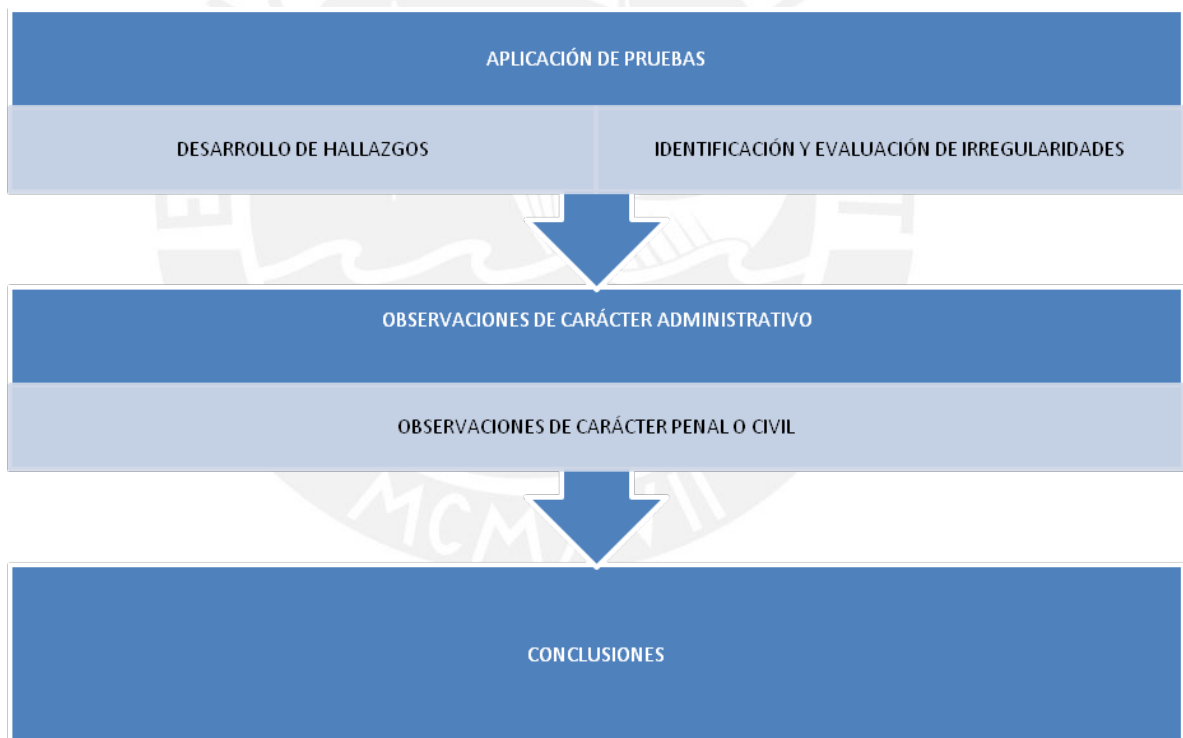 APLICACIÓN DE PRUEBAS
DESARROLLO DE HALLAZGOS
IDENTIFICACIÓN Y EVALUACIÓN DE IRREGULARIDADES
OBSERVACIONES DE CARÁCTER ADMINISTRATIVO
OBSERVACIONES DE CARÁCTER PENAL O CIVIL
CONCLUSIONES